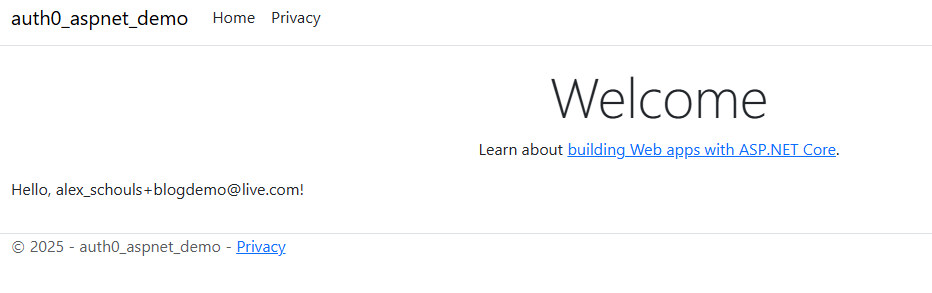 auth0_aspnet_demo Home Privacy
Welcome
Learn about building Web apps with ASP.NET Core.
Hello, alex_schouls+blogdemo@live.com!
© 2025 - auth0_aspnet_demo - Privacy